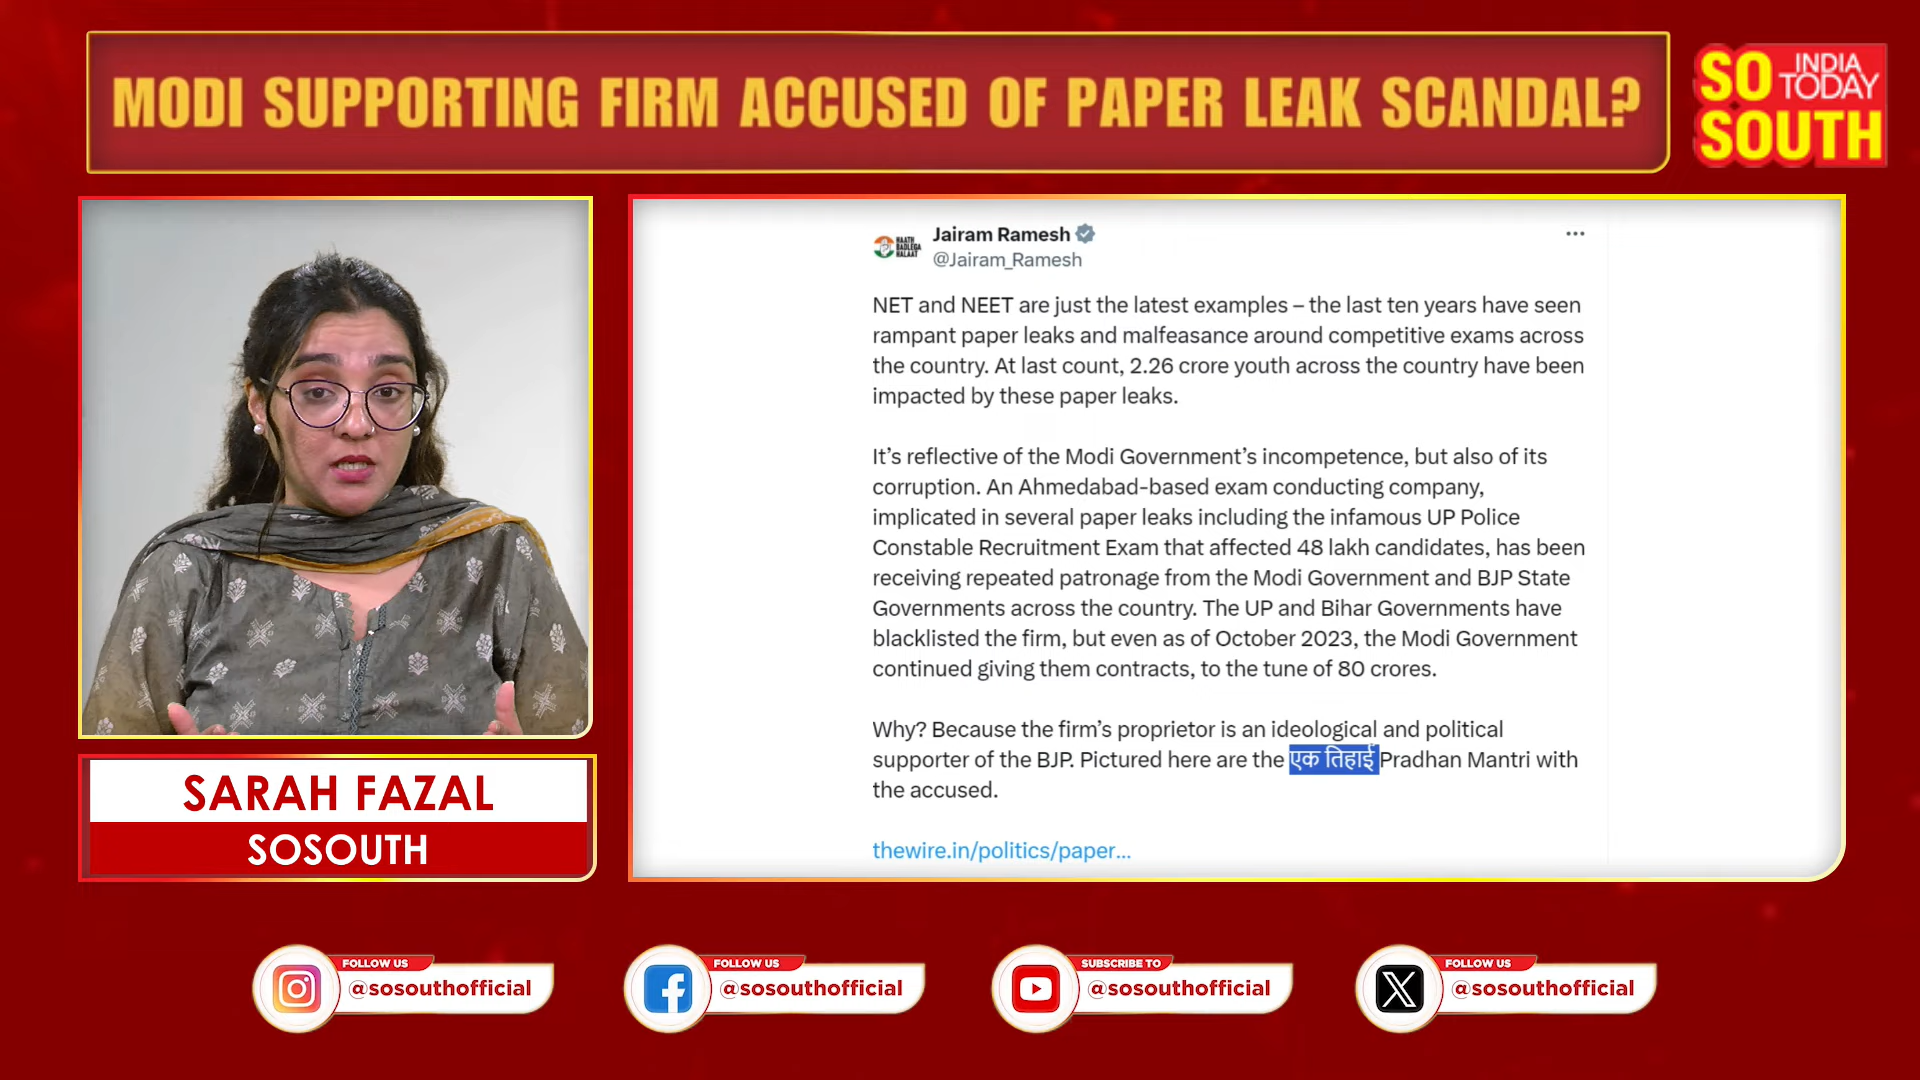 MODI SUPPORTING FIRM ACCUSED OF PAPER LEAK SCANDAL?
SO INDIA TODAY
SOUTH
Jairam Ramesh
@Jairam_Ramesh
HAATH
BADLEGA
HALAAT
NET and NEET are just the latest examples – the last ten years have seen
rampant paper leaks and malfeasance around competitive exams across
the country. At last count, 2.26 crore youth across the country have been
impacted by these paper leaks.
It’s reflective of the Modi Government’s incompetence, but also of its
corruption. An Ahmedabad-based exam conducting company,
implicated in several paper leaks including the infamous UP Police
Constable Recruitment Exam that affected 48 lakh candidates, has been
receiving repeated patronage from the Modi Government and BJP State
Governments across the country. The UP and Bihar Governments have
blacklisted the firm, but even as of October 2023, the Modi Government
continued giving them contracts, to the tune of 80 crores.
Why? Because the firm’s proprietor is an ideological and political
supporter of the BJP. Pictured here are the एक तिहाई Pradhan Mantri with
the accused.
thewire.in/politics/paper...
SARAH FAZAL
SOSOUTH
FOLLOW US
@sosouthofficial
FOLLOW US
@sosouthofficial
SUBSCRIBE TO
@sosouthofficial
FOLLOW US
@sosouthofficial